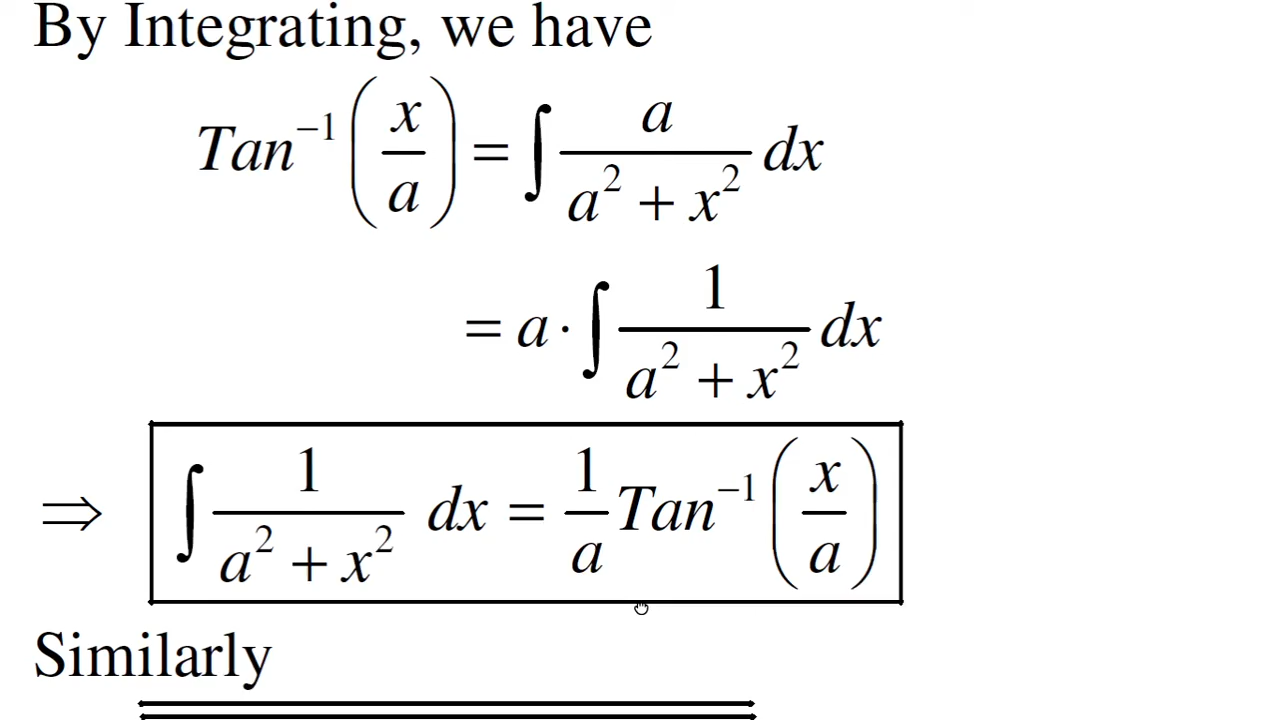 By Integrating, we have
Tan⁻¹(x/a) = ∫ a/(a² + x²) dx
= a · ∫ 1/(a² + x²) dx
⇒ ∫ 1/(a² + x²) dx = 1/a Tan⁻¹(x/a)
Similarly